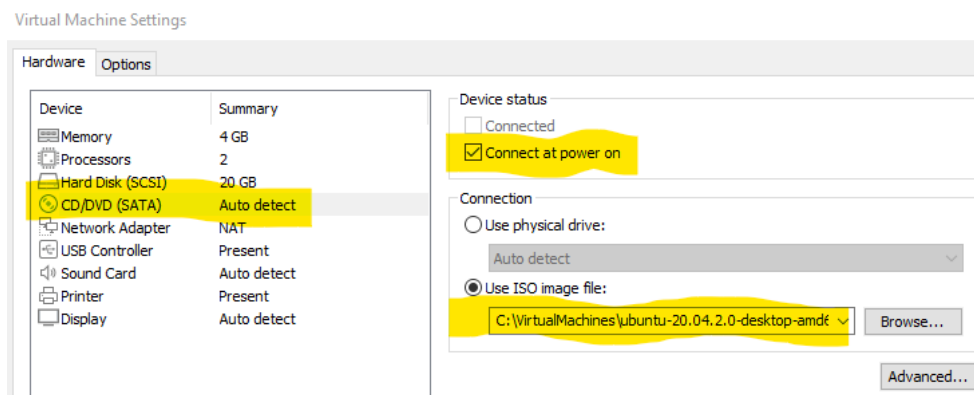 Virtual Machine Settings
Hardware Options
Device Summary
Memory 4 GB
Processors 2
Hard Disk (SCSI) 20 GB
CD/DVD (SATA) Auto detect
Network Adapter NAT
USB Controller Present
Sound Card Auto detect
Printer Present
Display Auto detect
Device status
Connected
Connect at power on
Connection
Use physical drive:
Auto detect
Use ISO image file:
C:\VirtualMachines\ubuntu-20.04.2.0-desktop-amd6 Browse...
Advanced...